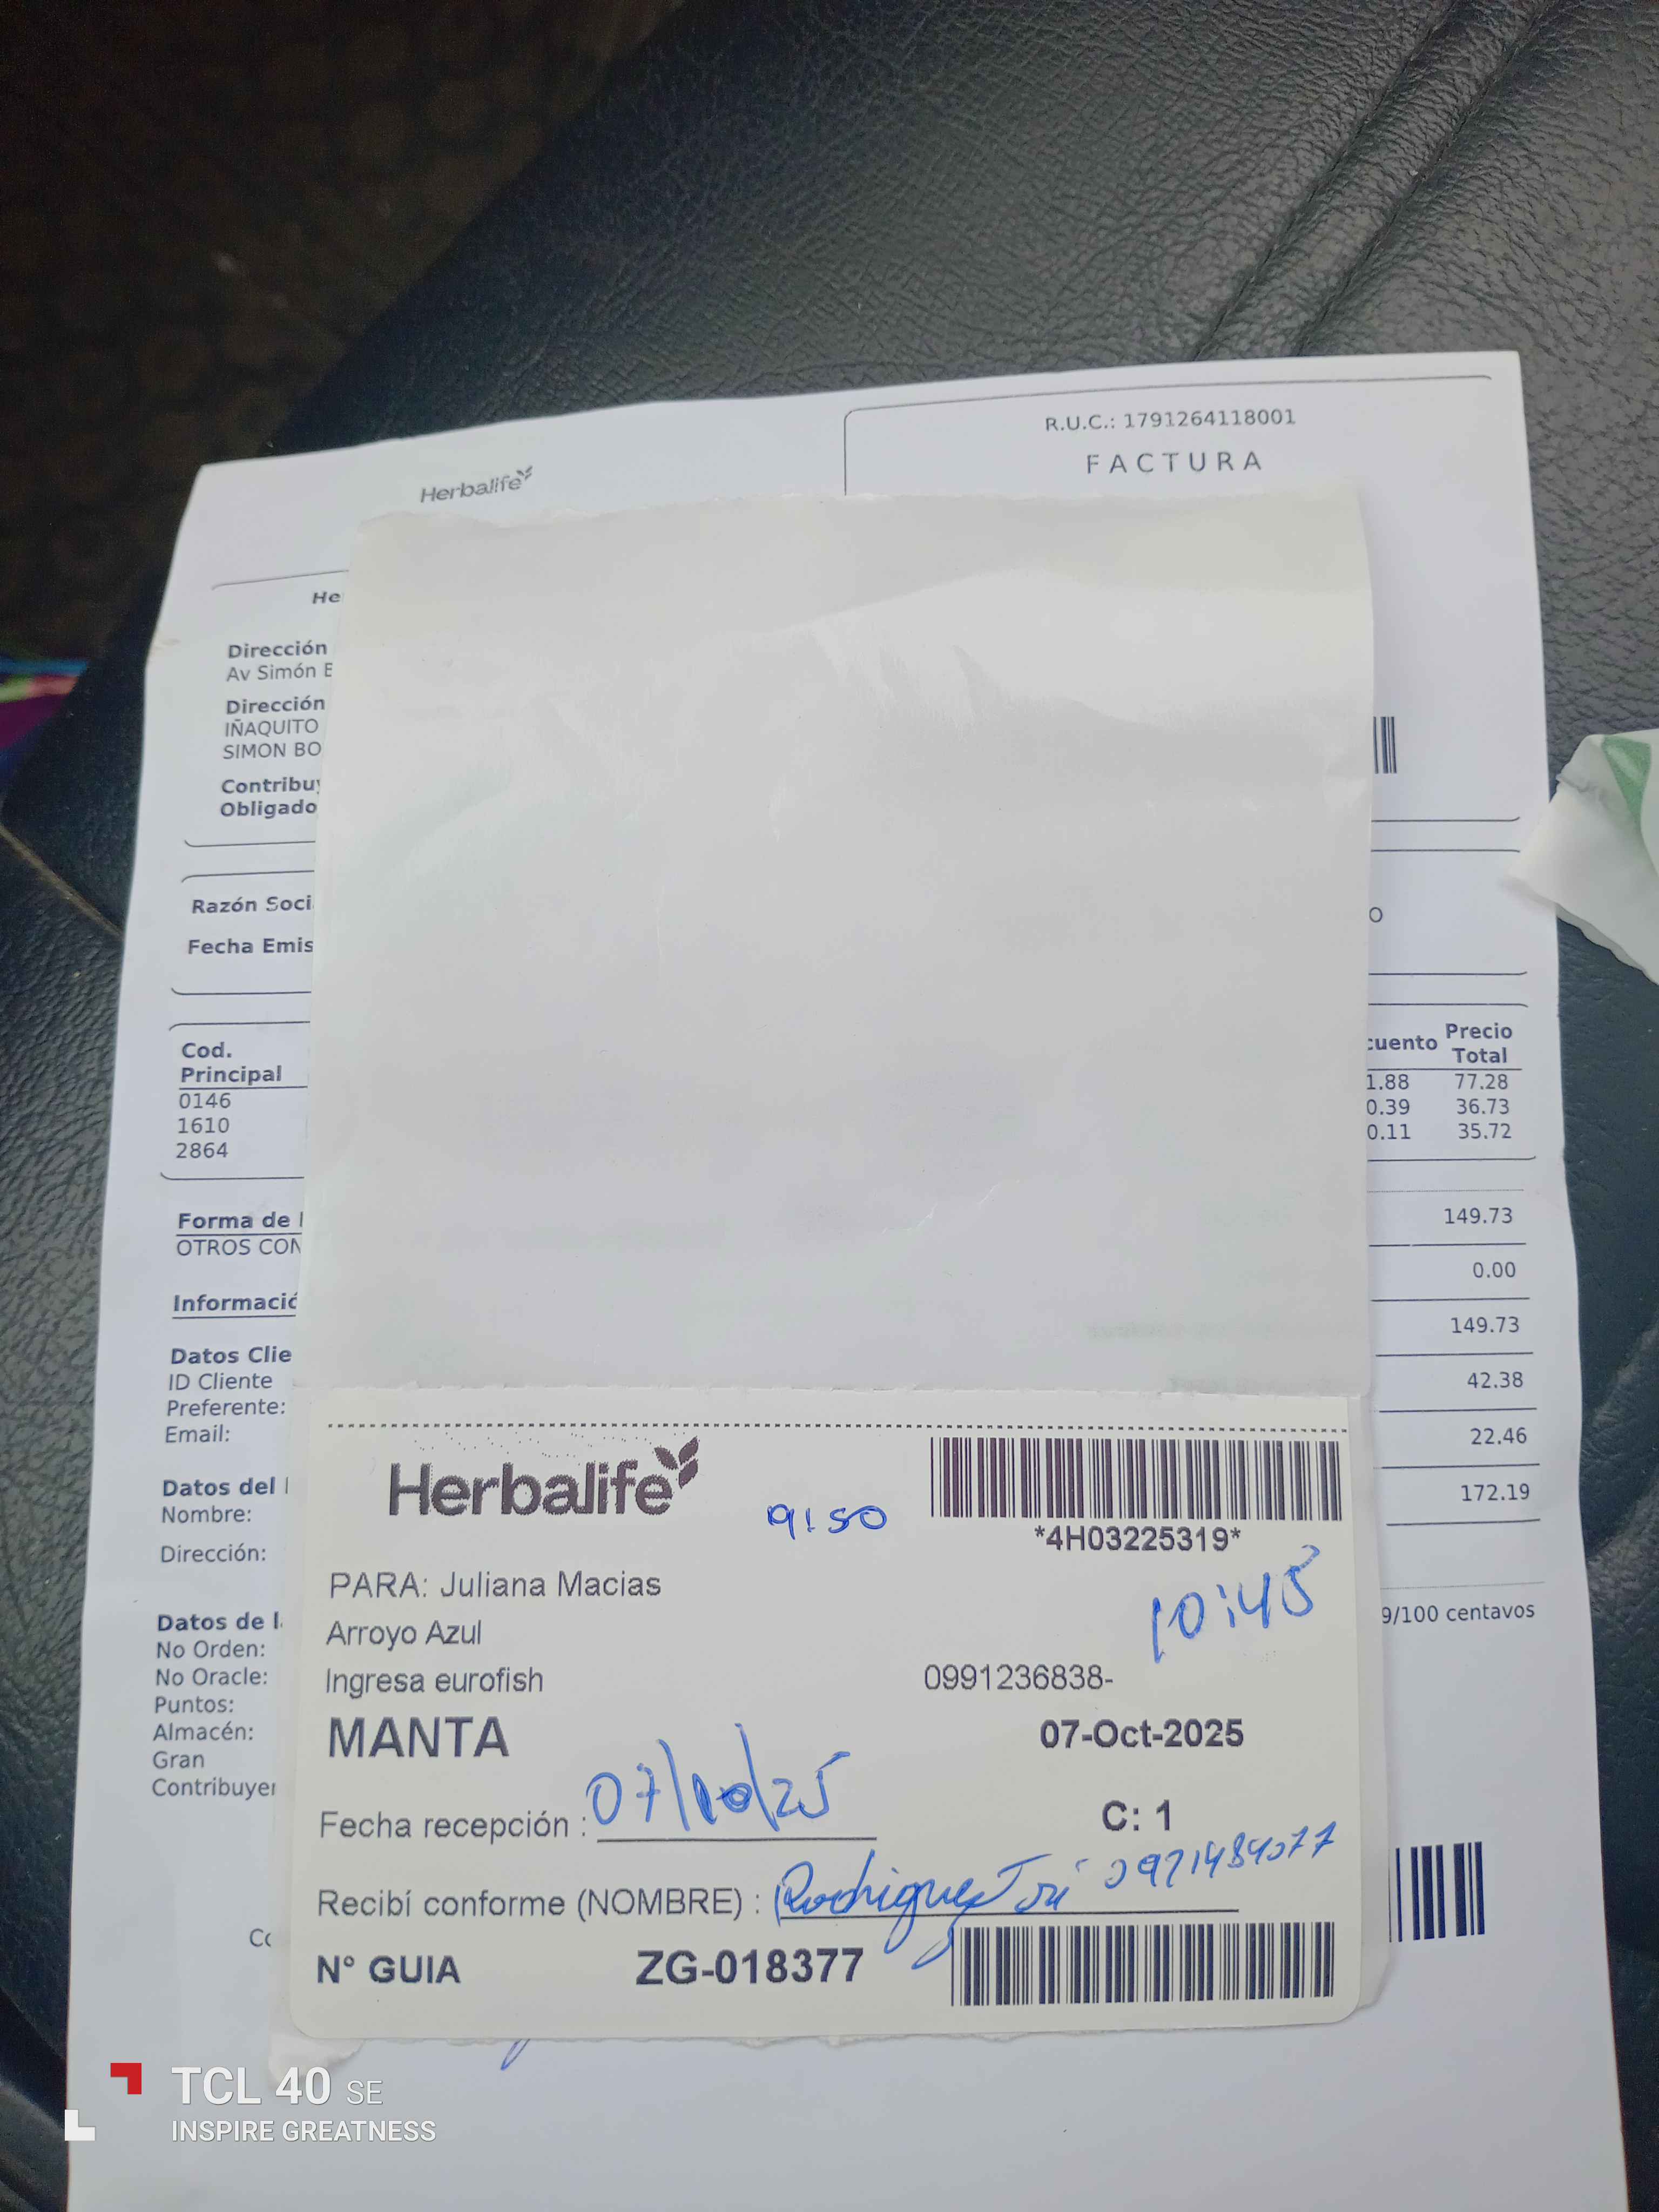 R.U.C.: 1791264118001
FACTURA
Herbalife
He
Dirección
Av Simón B
Dirección
IÑAQUITO
SIMON BO
Contribuy
Obligado
Razón Soci
O
Fecha Emis
Cod.
Principal
cuento
Precio
Total
0146
1.88 77.28
1610
0.39 36.73
2864
0.11 35.72
Forma de
149.73
OTROS CON
0.00
Informació
149.73
Datos Clie
ID Cliente
42.38
Preferente:
Email:
22.46
Datos del
172.19
Nombre:
Dirección:
9/100 centavos
Datos de l
No Orden:
No Oracle:
Puntos:
Almacén:
Gran
Contribuyer
Herbalife
9:50
*4H03225319*
PARA: Juliana Macias
10:45
Arroyo Azul
Ingresa eurofish
0991236838-
MANTA
07-Oct-2025
Fecha recepción : 07/10/25
C: 1
Recibí conforme (NOMBRE) : Rodriguez
N° GUIA ZG-018377
TCL 40 SE
INSPIRE GREATNESS